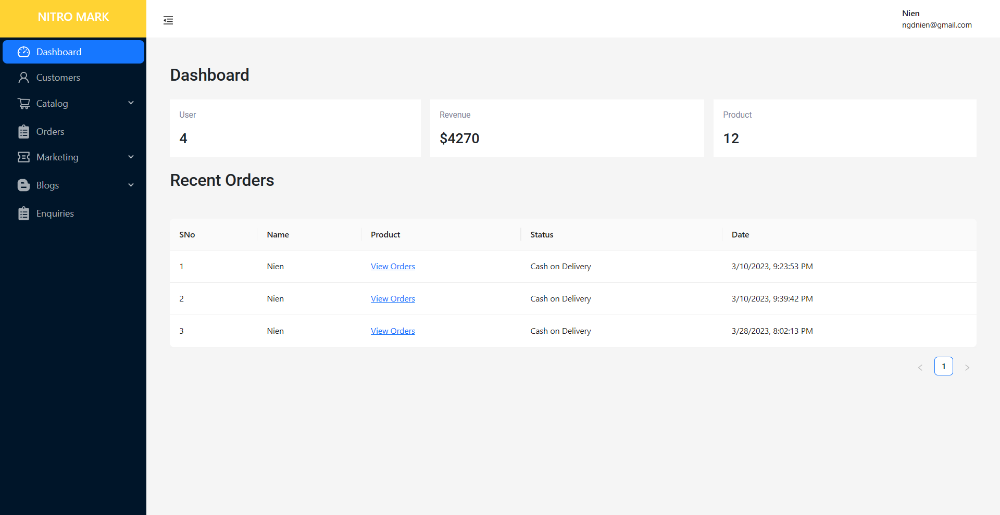 NITRO MARK
Nien
ngdnien@gmail.com
Dashboard
Customers
Catalog
Orders
Marketing
Blogs
Enquiries
Dashboard
User
4
Revenue
$4270
Product
12
Recent Orders
SNo Name Product Status Date
1 Nien View Orders Cash on Delivery 3/10/2023, 9:23:53 PM
2 Nien View Orders Cash on Delivery 3/10/2023, 9:39:42 PM
3 Nien View Orders Cash on Delivery 3/28/2023, 8:02:13 PM
1